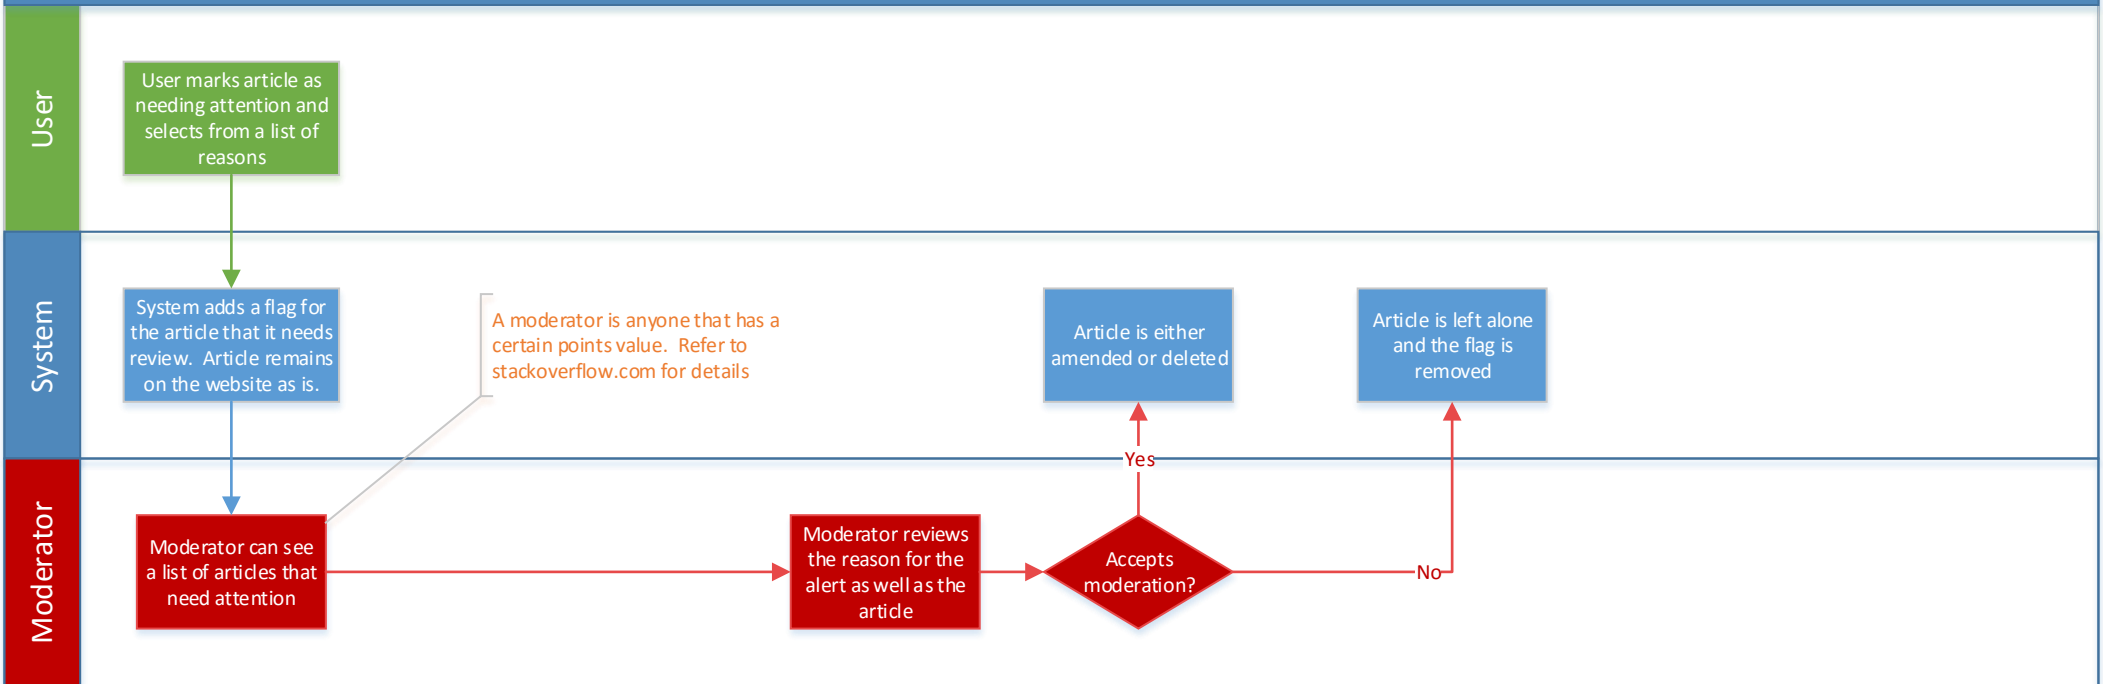 User
User marks article as
needing attention and
selects from a list of
reasons
System
System adds a flag for
the article that it needs
review.  Article remains
on the website as is.
A moderator is anyone that has a
certain points value.  Refer to
stackoverflow.com for details
Article is either
amended or deleted
Article is left alone
and the flag is
removed
Yes
Moderator
Moderator can see
a list of articles that
need attention
Moderator reviews
the reason for the
alert as well as the
article
Accepts
moderation?
No